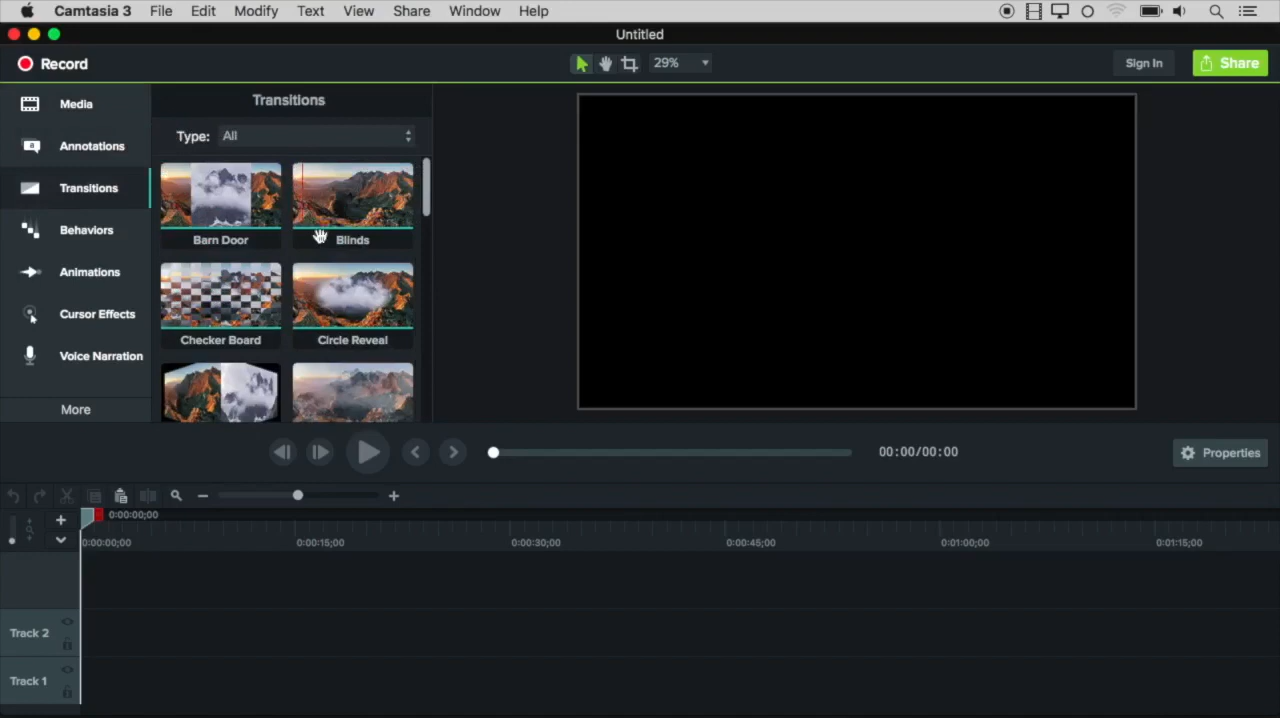 Camtasia 3 File Edit Modify Text View Share Window Help
Untitled
Record 29% Sign In Share
Media
Annotations
Transitions
Behaviors
Animations
Cursor Effects
Voice Narration
More
Transitions
Type: All
Barn Door Blinds
Checker Board Circle Reveal
00:00/00:00 Properties
0:00:00;00
0:00:00;00 0:00:15;00 0:00:30;00 0:00:45;00 0:01:00;00 0:01:15;00
Track 2
Track 1